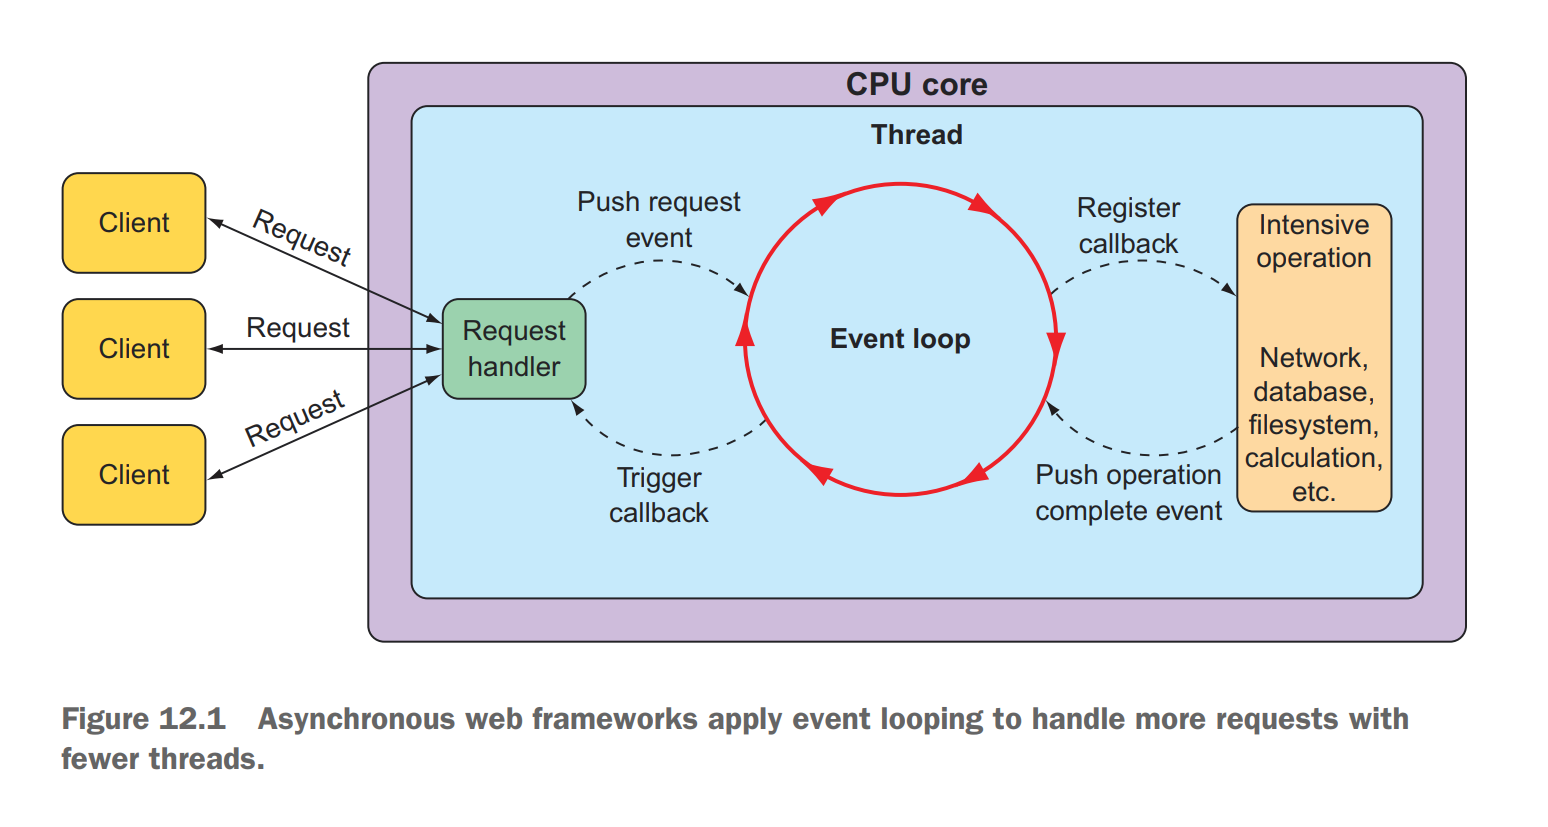 CPU core
Thread
Client
Client
Client
Request
Request
Request
Request
handler
Push request
event
Trigger
callback
Event loop
Register
callback
Push operation
complete event
Intensive
operation
Network,
database,
filesystem,
calculation,
etc.
Figure 12.1 Asynchronous web frameworks apply event looping to handle more requests with
fewer threads.